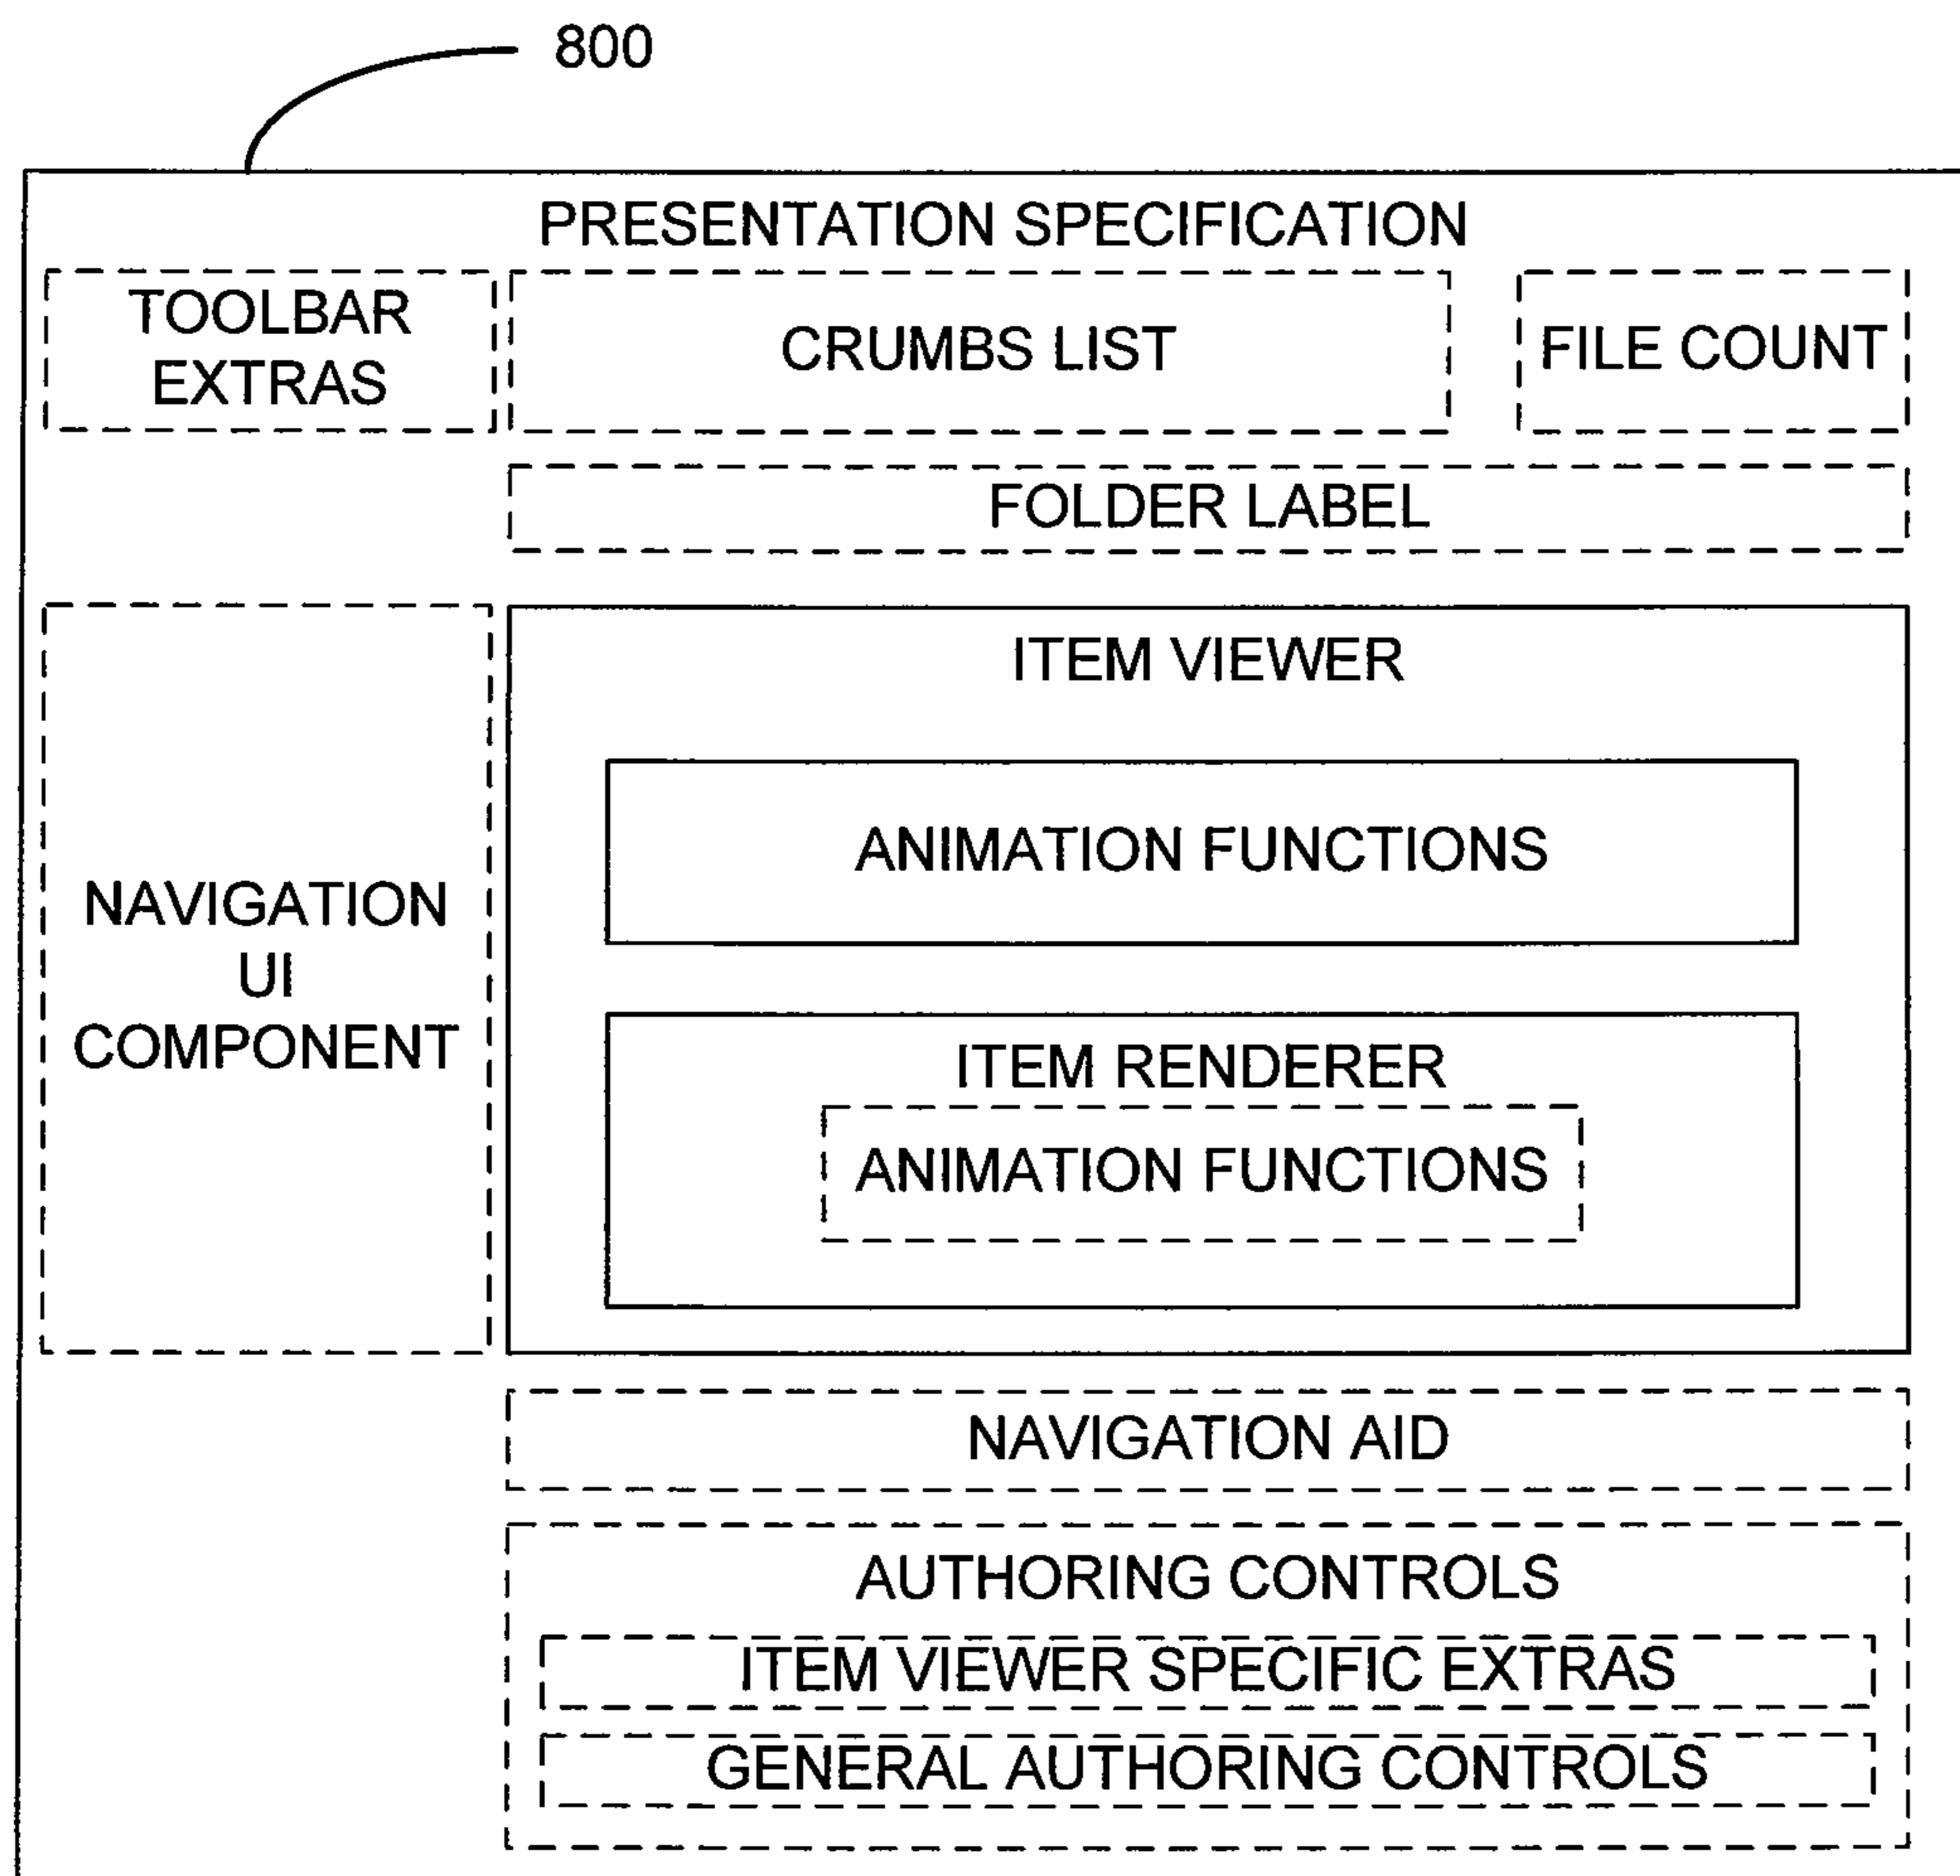 800
PRESENTATION SPECIFICATION
TOOLBAR
EXTRAS
CRUMBS LIST
FILE COUNT
FOLDER LABEL
NAVIGATION
UI
COMPONENT
ITEM VIEWER
ANIMATION FUNCTIONS
ITEM RENDERER
ANIMATION FUNCTIONS
NAVIGATION AID
AUTHORING CONTROLS
ITEM VIEWER SPECIFIC EXTRAS
GENERAL AUTHORING CONTROLS